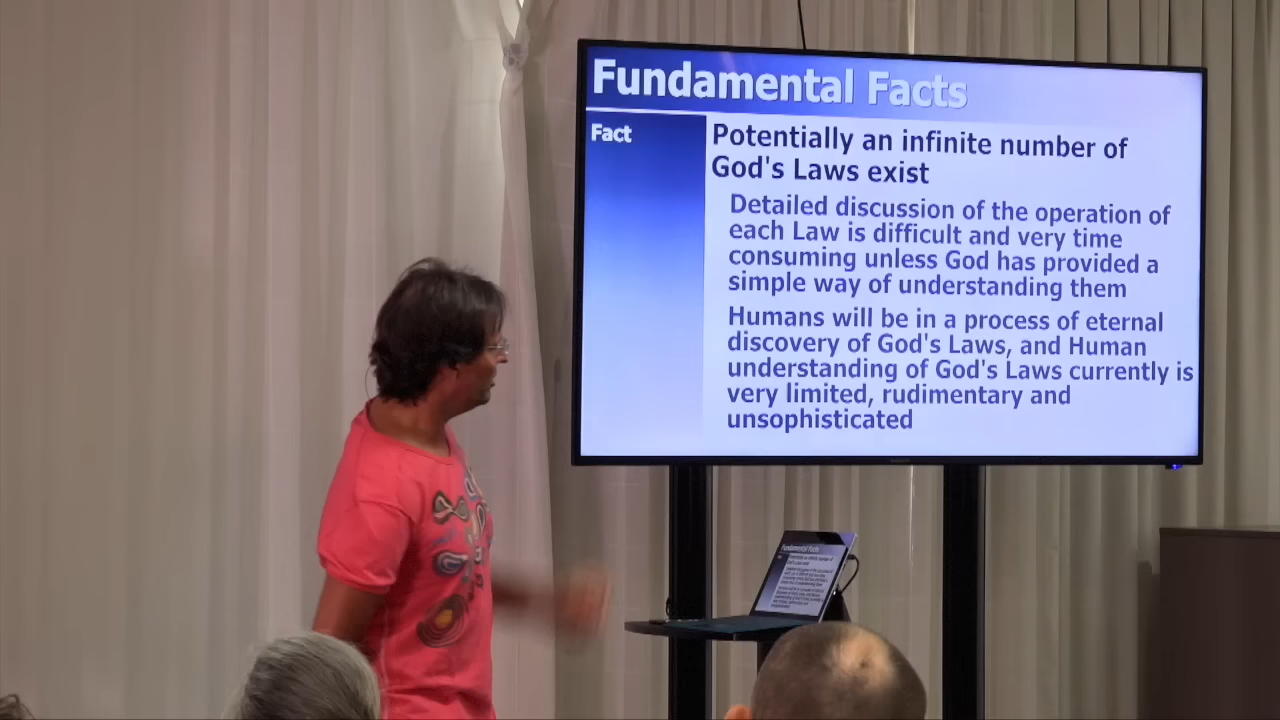 Fundamental Facts
Fact
Potentially an infinite number of
God's Laws exist
Detailed discussion of the operation of
each Law is difficult and very time
consuming unless God has provided a
simple way of understanding them
Humans will be in a process of eternal
discovery of God's Laws, and Human
understanding of God's Laws currently is
very limited, rudimentary and
unsophisticated
Fundamental Facts